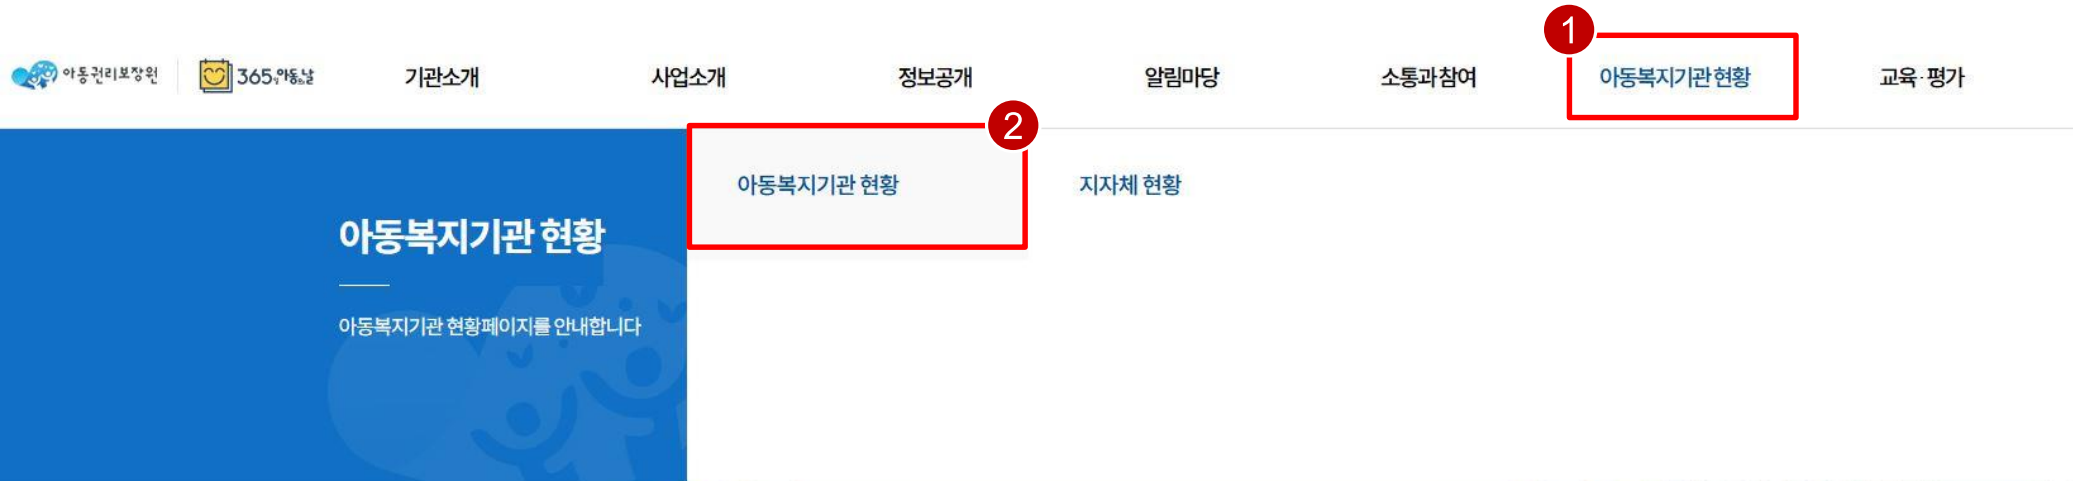 1
아동권리보장원 365일 아동의 날 기관소개 사업소개 정보공개 알림마당 소통과참여 아동복지기관현황 교육·평가
2
아동복지기관 현황 지자체 현황
아동복지기관 현황
아동복지기관 현황페이지를 안내합니다